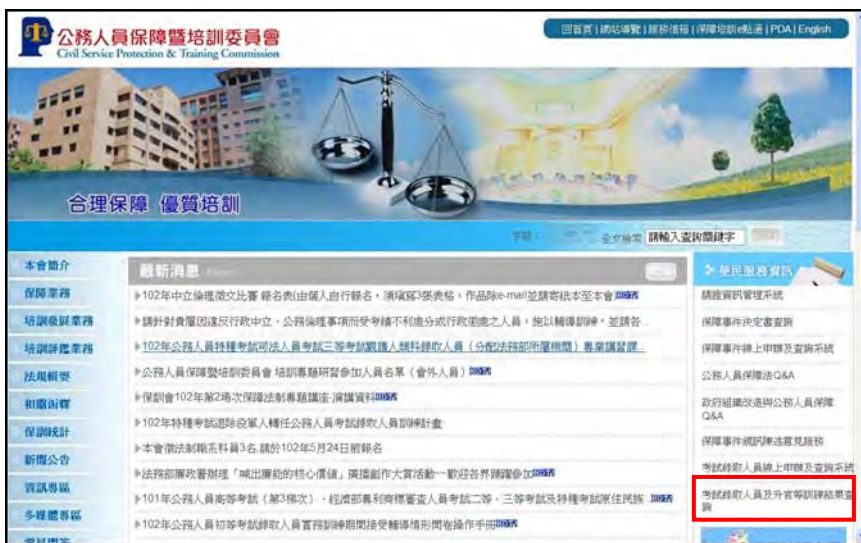 公務人員保障暨培訓委員會
Civil Service Protection & Training Commission
回首頁 | 網站導覽 | 服務信箱 | 保障培訓e點通 | PDA | English
合理保障 優質培訓
字級：
全文檢索 請輸入查詢關鍵字
本會簡介
保障業務
培訓發展業務
培訓評鑑業務
法規輯要
相關函釋
保訓統計
新聞公告
資訊專區
多媒體專區
常見問答
最新消息
102年中立倫理徵文比賽 報名表(由個人自行報名，須填寫3張表格，作品除e-mail並請寄紙本至本會
請針對貴屬因違反行政中立、公務倫理事項而受考績不利處分或行政懲處之人員，施以輔導訓練，並請各
102年公務人員特種考試司法人員考試三等考試觀護人類科錄取人員（分配法務部所屬機關）專業講習課...
公務人員保障暨培訓委員會 培訓專題研習參加人員名單（會外人員）
保訓會102年第2場次保障法制專題講座-演講資料
102年特種考試退除役軍人轉任公務人員考試錄取人員訓練計畫
本會徵法制職系科員3名,請於102年5月24日前報名
法務部廉政署辦理「喊出廉能的核心價值」廣播創作大賞活動－歡迎各界踴躍參加
101年公務人員高等考試（第3梯次）、經濟部專利商標審查人員考試二等、三等考試及特種考試原住民族
102年公務人員初等考試錄取人員實務訓練期間接受輔導情形問卷操作手冊
便民服務資訊
講座資訊管理系統
保障事件決定書查詢
保障事件線上申辦及查詢系統
公務人員保障法Q&A
政府組織改造與公務人員保障
Q&A
保障事件視訊陳述意見服務
考試錄取人員線上申辦及查詢系統
考試錄取人員及升官等訓練結果查
詢